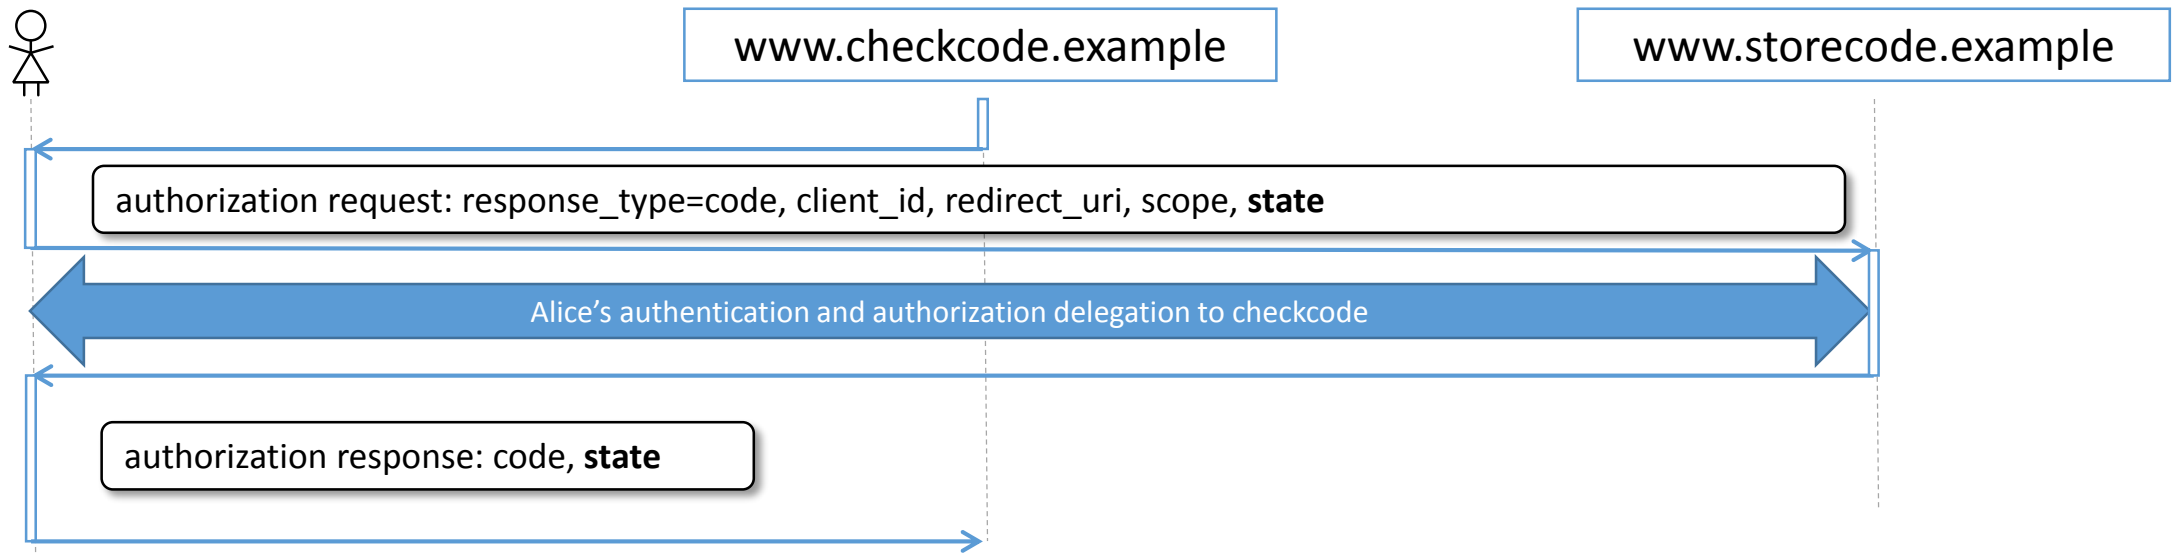 www.checkcode.example
www.storecode.example
authorization request: response_type=code, client_id, redirect_uri, scope, state
Alice’s authentication and authorization delegation to checkcode
authorization response: code, state